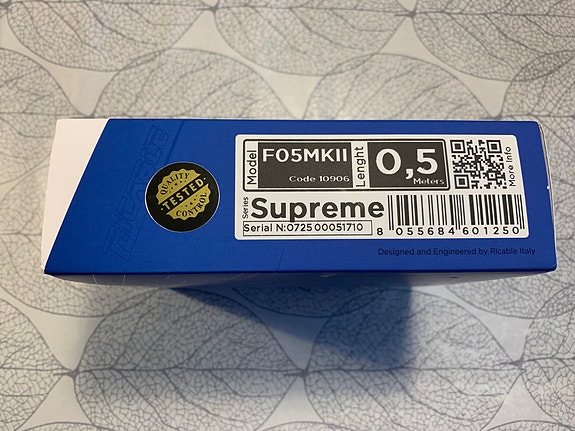 QUALITY
TESTED
CONTROL
Model
F05MKII
Code 10906
Lenght
0,5
Meters
More Info
Series
Supreme
Serial N:0725 00051710
8 055684 601250
Designed and Engineered by Ricable Italy